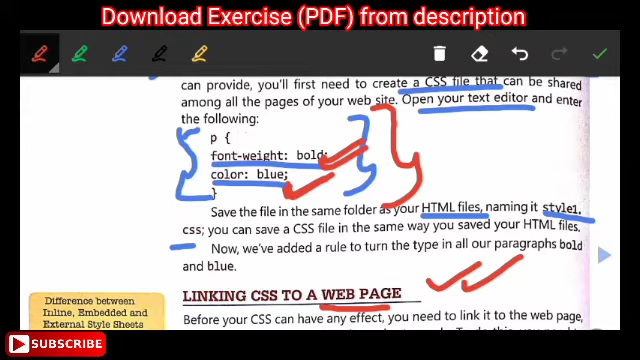 Download Exercise (PDF) from description
can provide, you'll first need to create a CSS file that can be shared
among all the pages of your web site. Open your text editor and enter
the following:
p {
font-weight: bold;
color: blue;
}
Save the file in the same folder as your HTML files, naming it style1.
css; you can save a CSS file in the same way you saved your HTML files.
Now, we've added a rule to turn the type in all our paragraphs bold
and blue.
LINKING CSS TO A WEB PAGE
Difference between
Inline, Embedded and
External Style Sheets
Before your CSS can have any effect, you need to link it to the web page,
SUBSCRIBE